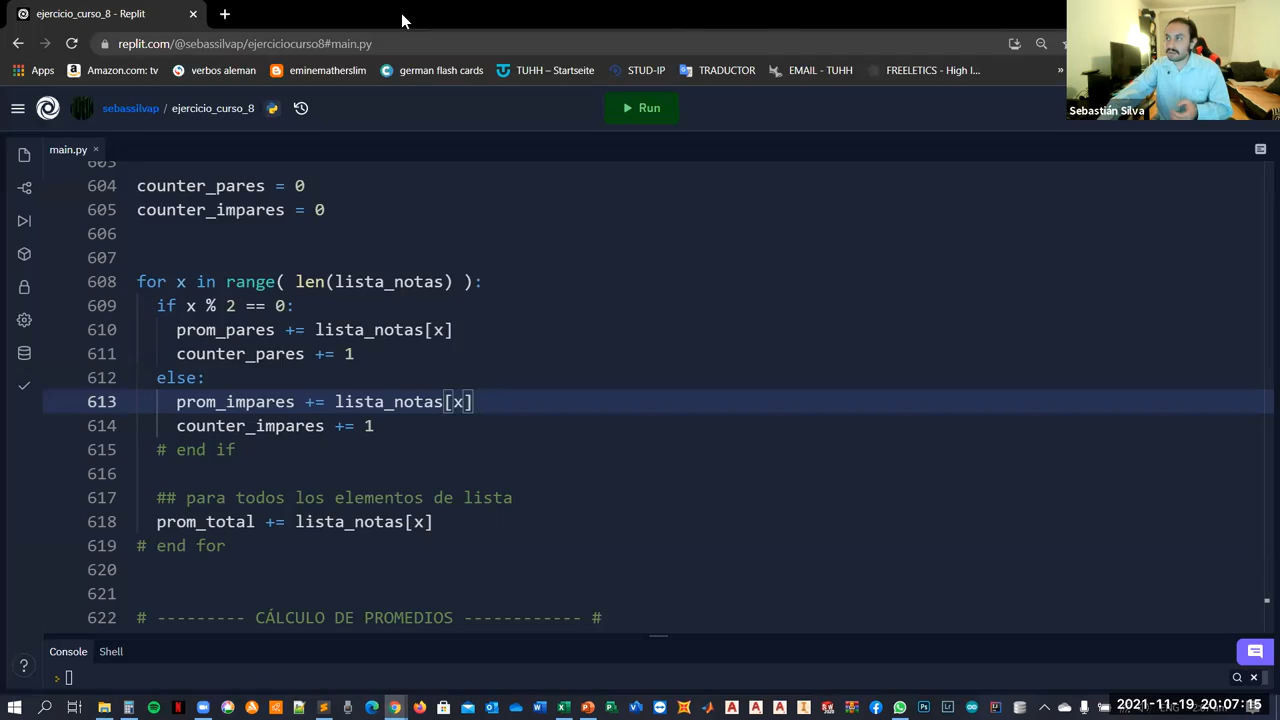 ejercicio_curso_8 - Replit
replit.com/@sebassilvap/ejerciciocurso8#main.py
Apps Amazon.com: tv verbos aleman eminematherslim german flash cards TUHH – Startseite STUD-IP TRADUCTOR EMAIL - TUHH FREELETICS - High I... »
Sebastián Silva
sebassilvap / ejercicio_curso_8
Run
main.py
603
604 counter_pares = 0
605 counter_impares = 0
606
607
608 for x in range( len(lista_notas) ):
609 if x % 2 == 0:
610 prom_pares += lista_notas[x]
611 counter_pares += 1
612 else:
613 prom_impares += lista_notas[x]
614 counter_impares += 1
615 # end if
616
617 ## para todos los elementos de lista
618 prom_total += lista_notas[x]
619 # end for
620
621
622 # --------- CÁLCULO DE PROMEDIOS ------------ #
Console Shell
2021-11-19 20:07:15